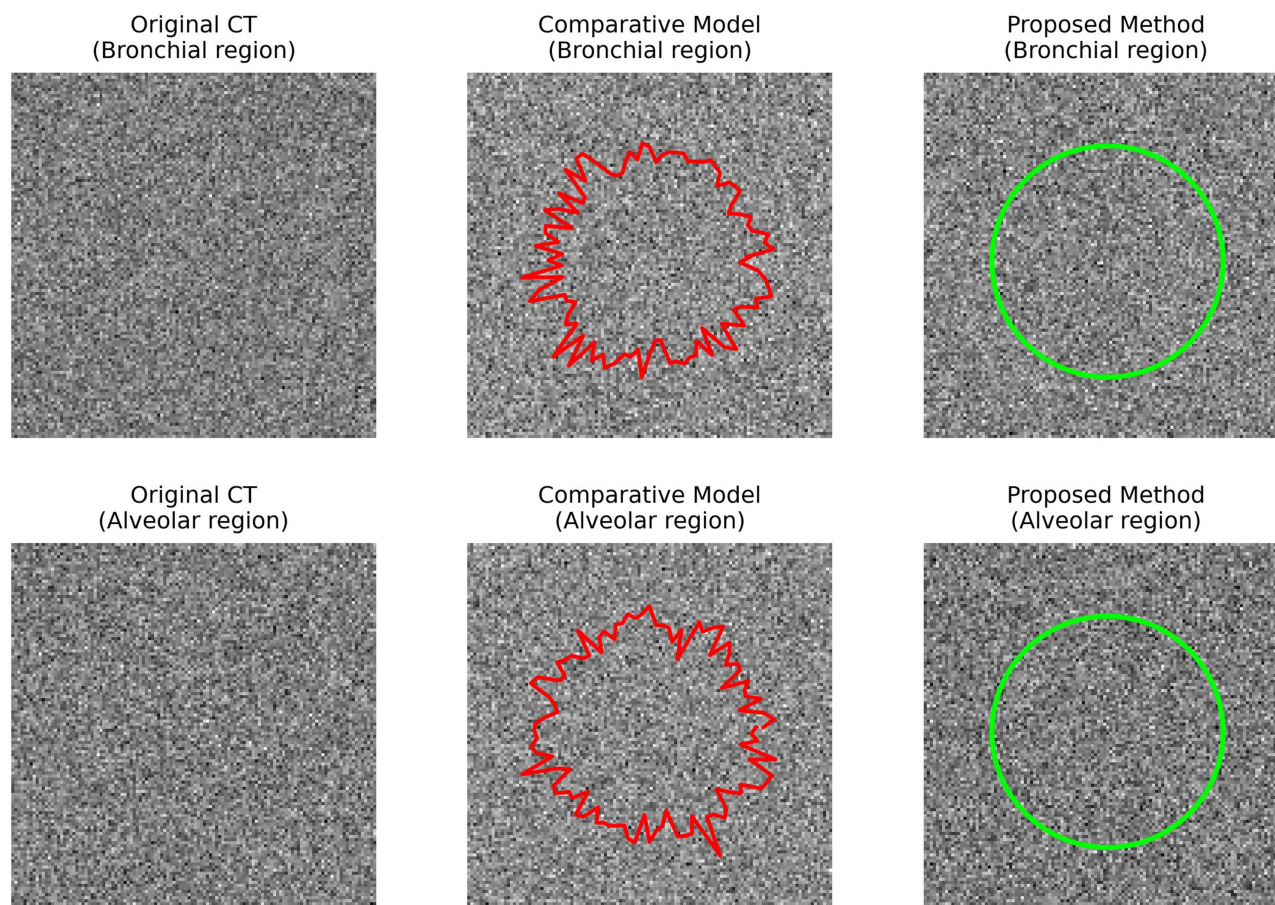 Original CT
(Bronchial region)
Comparative Model
(Bronchial region)
Proposed Method
(Bronchial region)
Original CT
(Alveolar region)
Comparative Model
(Alveolar region)
Proposed Method
(Alveolar region)